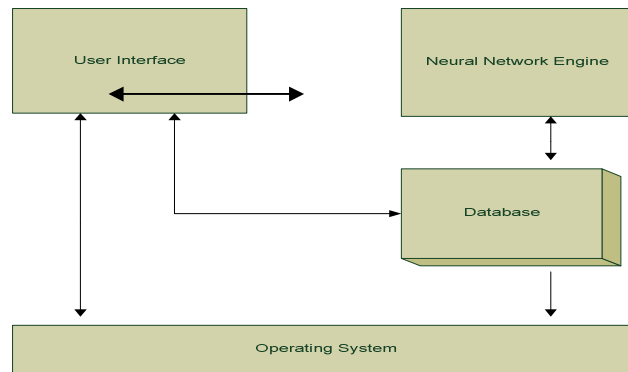 User Interface
Neural Network Engine
Database
Operating System